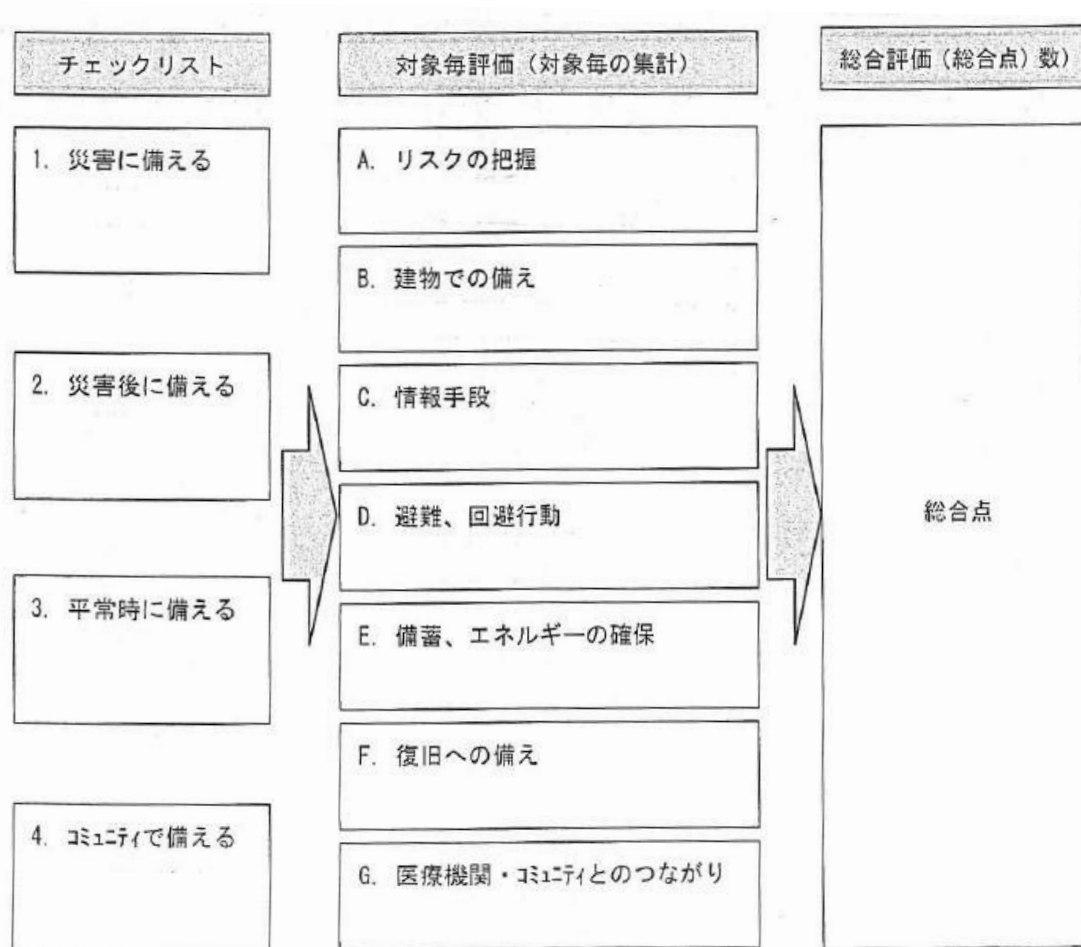 チェックリスト
対象毎評価（対象毎の集計）
総合評価（総合点）数）
1. 災害に備える
2. 災害後に備える
3. 平常時に備える
4. コミュニティで備える
A. リスクの把握
B. 建物での備え
C. 情報手段
D. 避難、回避行動
E. 備蓄、エネルギーの確保
F. 復旧への備え
G. 医療機関・コミュニティとのつながり
総合点